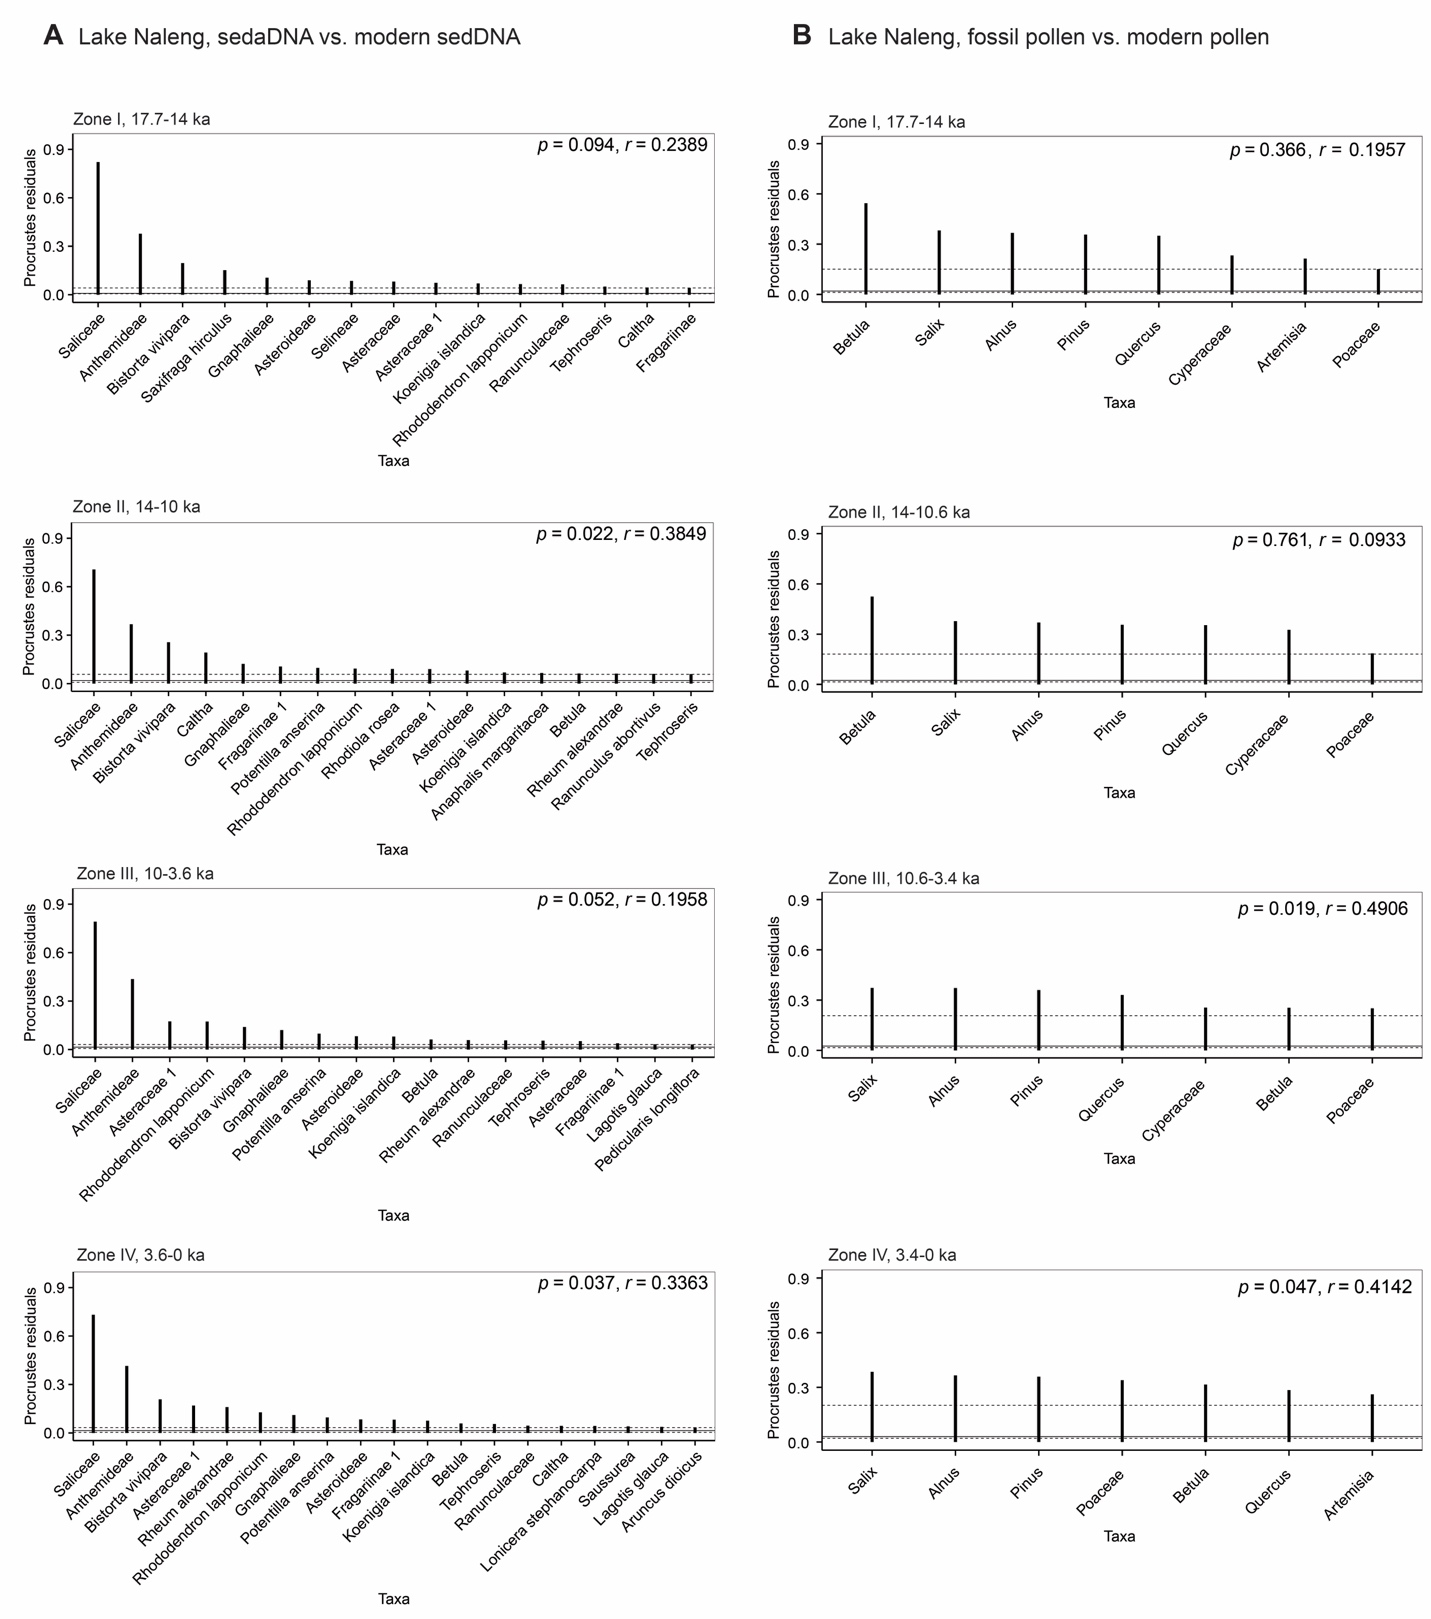 A Lake Naleng, sedaDNA vs. modern sedDNA
Zone I, 17.7-14 ka
p = 0.094, r = 0.2389
Procrustes residuals
0.9
0.6
0.3
0.0
Saliceae
Anthemideae
Bistorta vivipara
Saxifraga hirculus
Gnaphalieae
Asteroideae
Selineae
Asteraceae
Asteraceae 1
Koenigia islandica
Rhododendron lapponicum
Ranunculaceae
Tephroseris
Caltha
Fragariinae
Taxa
Zone II, 14-10 ka
p = 0.022, r = 0.3849
Procrustes residuals
0.9
0.6
0.3
0.0
Saliceae
Anthemideae
Bistorta vivipara
Caltha
Gnaphalieae
Fragariinae 1
Potentilla anserina
Rhododendron lapponicum
Rhodiola rosea
Asteraceae 1
Asteroideae
Koenigia islandica
Anaphalis margaritacea
Betula
Rheum alexandrae
Ranunculus abortivus
Tephroseris
Taxa
Zone III, 10-3.6 ka
p = 0.052, r = 0.1958
Procrustes residuals
0.9
0.6
0.3
0.0
Saliceae
Anthemideae
Asteraceae 1
Rhododendron lapponicum
Bistorta vivipara
Gnaphalieae
Potentilla anserina
Asteroideae
Koenigia islandica
Betula
Rheum alexandrae
Ranunculaceae
Tephroseris
Asteraceae
Fragariinae 1
Lagotis glauca
Pedicularis longiflora
Taxa
Zone IV, 3.6-0 ka
p = 0.037, r = 0.3363
Procrustes residuals
0.9
0.6
0.3
0.0
Saliceae
Anthemideae
Bistorta vivipara
Asteraceae 1
Rheum alexandrae
Rhododendron lapponicum
Gnaphalieae
Potentilla anserina
Asteroideae
Fragariinae 1
Koenigia islandica
Betula
Tephroseris
Ranunculaceae
Caltha
Lonicera stephanocarpa
Saussurea
Lagotis glauca
Aruncus dioicus
Taxa
B Lake Naleng, fossil pollen vs. modern pollen
Zone I, 17.7-14 ka
p = 0.366, r = 0.1957
Procrustes residuals
0.9
0.6
0.3
0.0
Betula
Salix
Alnus
Pinus
Quercus
Cyperaceae
Artemisia
Poaceae
Taxa
Zone II, 14-10.6 ka
p = 0.761, r = 0.0933
Procrustes residuals
0.9
0.6
0.3
0.0
Betula
Salix
Alnus
Pinus
Quercus
Cyperaceae
Poaceae
Taxa
Zone III, 10.6-3.4 ka
p = 0.019, r = 0.4906
Procrustes residuals
0.9
0.6
0.3
0.0
Salix
Alnus
Pinus
Quercus
Cyperaceae
Betula
Poaceae
Taxa
Zone IV, 3.4-0 ka
p = 0.047, r = 0.4142
Procrustes residuals
0.9
0.6
0.3
0.0
Salix
Alnus
Pinus
Poaceae
Betula
Quercus
Artemisia
Taxa